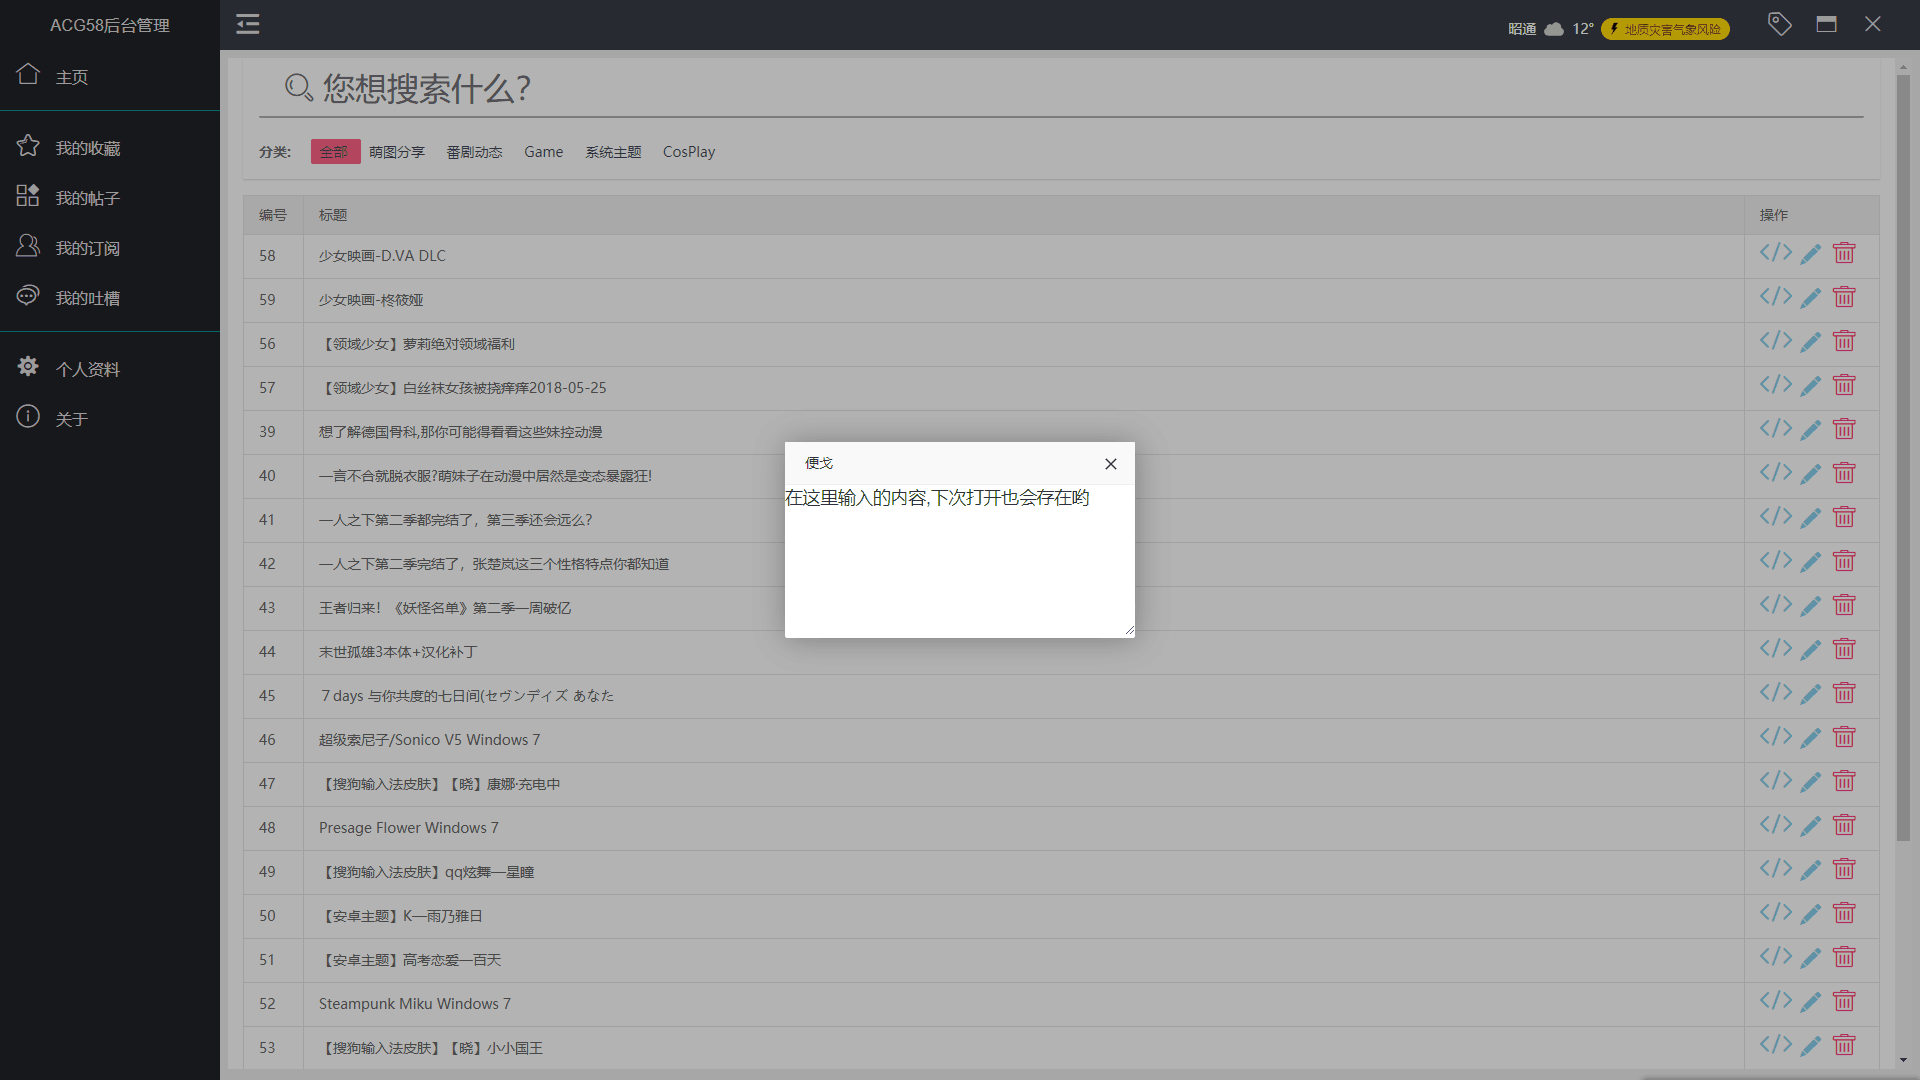 ACG58后台管理
主页
我的收藏
我的帖子
我的订阅
我的吐槽
个人资料
关于
昭通 12° 地质灾害气象风险
您想搜索什么?
分类: 全部 萌图分享 番剧动态 Game 系统主题 CosPlay
编号 标题 操作
58 少女映画-D.VA DLC
59 少女映画-柊筱娅
56 【领域少女】萝莉绝对领域福利
57 【领域少女】白丝袜女孩被挠痒痒2018-05-25
39 想了解德国骨科,那你可能得看看这些妹控动漫
40 一言不合就脱衣服?萌妹子在动漫中居然是变态暴露狂!
41 一人之下第二季都完结了，第三季还会远么？
42 一人之下第二季完结了，张楚岚这三个性格特点你都知道
43 王者归来！《妖怪名单》第二季一周破亿
44 末世孤雄3本体+汉化补丁
45 ７days 与你共度的七日间(セヴンデイズ あなた
46 超级索尼子/Sonico V5 Windows 7
47 【搜狗输入法皮肤】【晓】康娜·充电中
48 Presage Flower Windows 7
49 【搜狗输入法皮肤】qq炫舞—星瞳
50 【安卓主题】K—雨乃雅日
51 【安卓主题】高考恋爱一百天
52 Steampunk Miku Windows 7
53 【搜狗输入法皮肤】【晓】小小国王
便戈
在这里输入的内容,下次打开也会存在哟